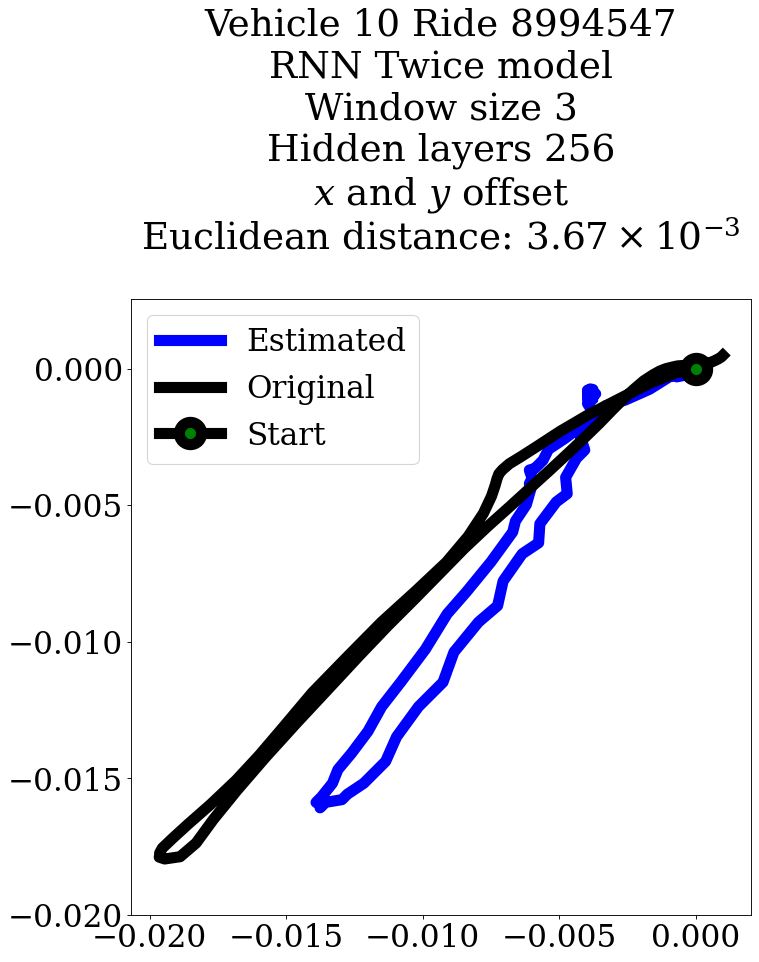 Vehicle 10 Ride 8994547
RNN Twice model
Window size 3
Hidden layers 256
x and y offset
Euclidean distance: 3.67 × 10⁻³
Estimated
Original
Start
0.000
−0.005
−0.010
−0.015
−0.020
−0.020 −0.015 −0.010 −0.005 0.000